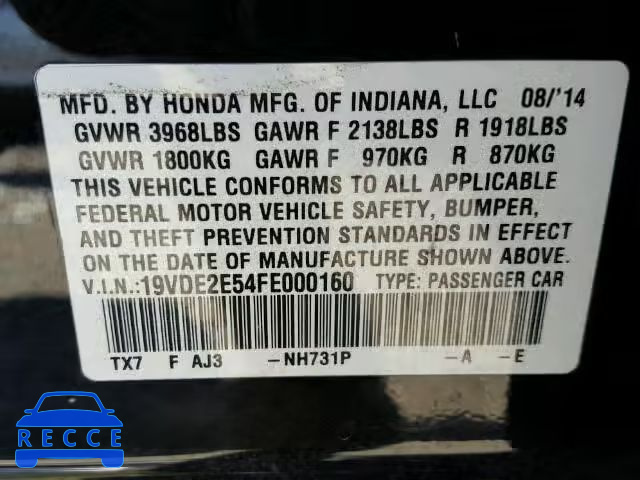 MFD. BY HONDA MFG. OF INDIANA, LLC 08/'14
GVWR 3968LBS GAWR F 2138LBS R 1918LBS
GVWR 1800KG GAWR F 970KG R 870KG
THIS VEHICLE CONFORMS TO ALL APPLICABLE
FEDERAL MOTOR VEHICLE SAFETY, BUMPER,
AND THEFT PREVENTION STANDARDS IN EFFECT
ON THE DATE OF MANUFACTURE SHOWN ABOVE.
V.I.N.:19VDE2E54FE000160 TYPE: PASSENGER CAR
TX7 F AJ3 -NH731P -A -E
RECCE